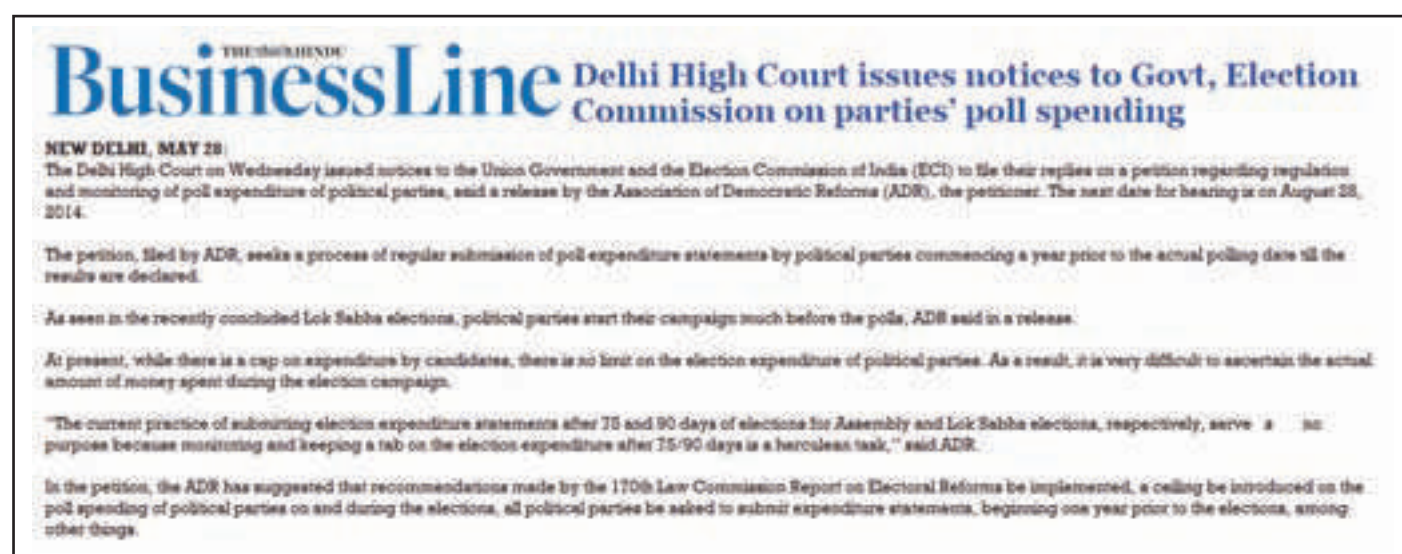 THE HINDU
BusinessLine
Delhi High Court issues notices to Govt, Election
Commission on parties' poll spending
NEW DELHI, MAY 28:
The Delhi High Court on Wednesday issued notices to the Union Government and the Election Commission of India (ECI) to file their replies on a petition regarding regulation
and monitoring of poll expenditure of political parties, said a release by the Association of Democratic Reforms (ADR), the petitioner. The next date for hearing is on August 28,
2014.
The petition, filed by ADR, seeks a process of regular submission of poll expenditure statements by political parties commencing a year prior to the actual polling date till the
results are declared.
As seen in the recently concluded Lok Sabha elections, political parties start their campaign much before the polls, ADR said in a release.
At present, while there is a cap on expenditure by candidates, there is no limit on the election expenditure of political parties. As a result, it is very difficult to ascertain the actual
amount of money spent during the election campaign.
"The current practice of submitting election expenditure statements after 75 and 90 days of elections for Assembly and Lok Sabha elections, respectively, serve a no
purpose because monitoring and keeping a tab on the election expenditure after 75/90 days is a herculean task," said ADR.
In the petition, the ADR has suggested that recommendations made by the 170th Law Commission Report on Electoral Reforms be implemented, a ceiling be introduced on the
poll spending of political parties on and during the elections, all political parties be asked to submit expenditure statements, beginning one year prior to the elections, among
other things.